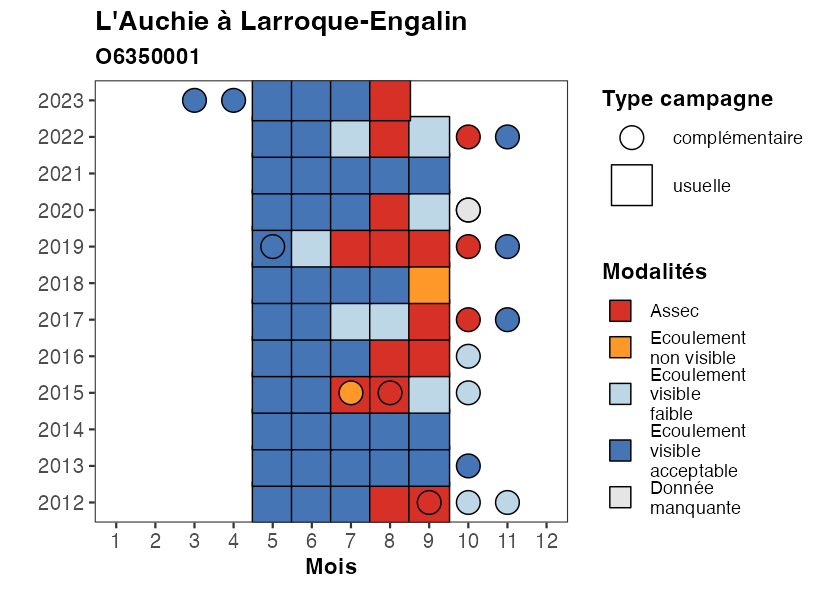 L'Auchie à Larroque-Engalin
O6350001
2023
2022
2021
2020
2019
2018
2017
2016
2015
2014
2013
2012
1 2 3 4 5 6 7 8 9 10 11 12
Mois
Type campagne
complémentaire
usuelle
Modalités
Assec
Ecoulement
non visible
Ecoulement
visible
faible
Ecoulement
visible
acceptable
Donnée
manquante